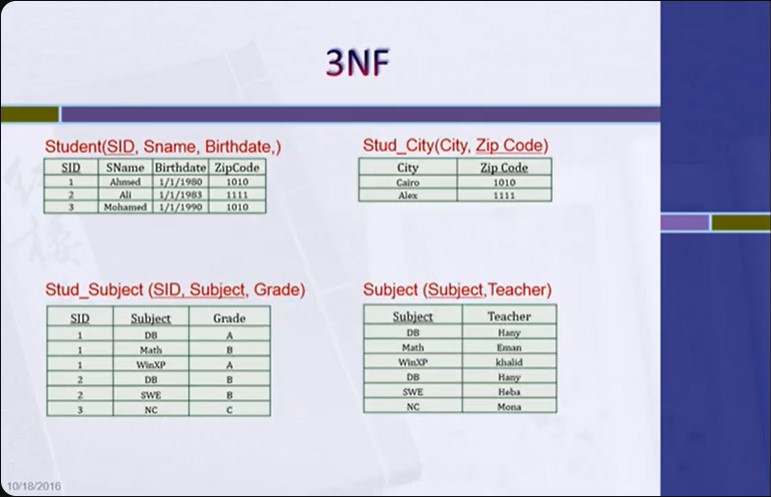 3NF
Student(SID, Sname, Birthdate,)
SID SName Birthdate ZipCode
1 Ahmed 1/1/1980 1010
2 Ali 1/1/1983 1111
3 Mohamed 1/1/1990 1010
Stud_City(City, Zip Code)
City Zip Code
Cairo 1010
Alex 1111
Stud_Subject (SID, Subject, Grade)
SID Subject Grade
1 DB A
1 Math B
1 WinXP A
2 DB B
2 SWE B
3 NC C
Subject (Subject,Teacher)
Subject Teacher
DB Hany
Math Eman
WinXP khalid
DB Hany
SWE Heba
NC Mona
10/18/2016